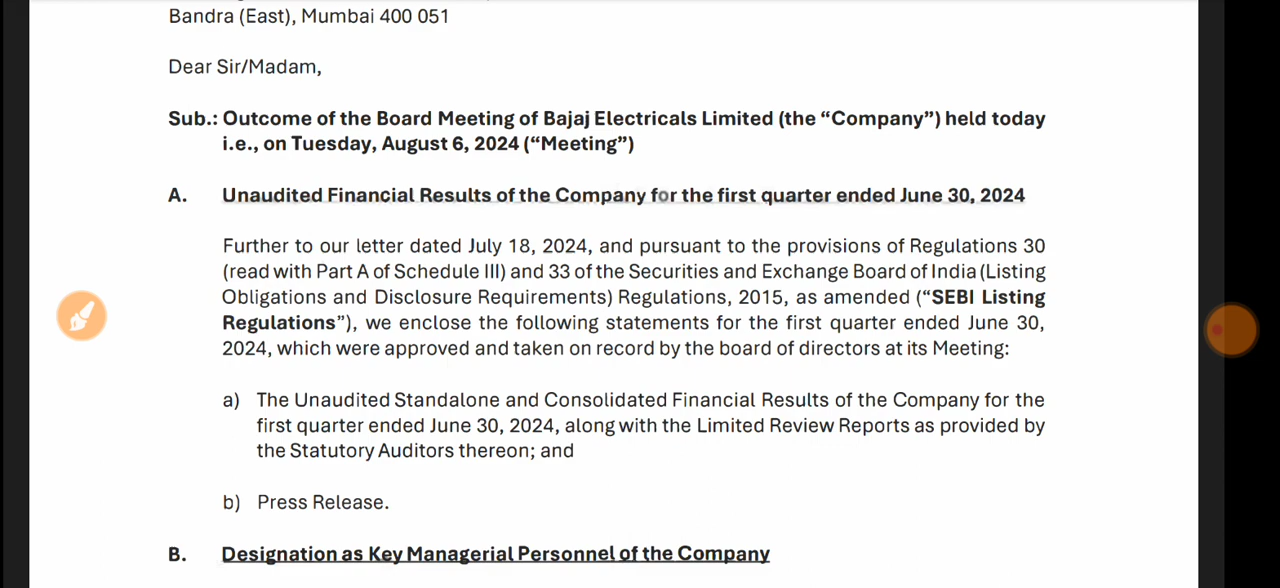 Bandra (East), Mumbai 400 051
Dear Sir/Madam,
Sub.: Outcome of the Board Meeting of Bajaj Electricals Limited (the “Company”) held today
i.e., on Tuesday, August 6, 2024 (“Meeting”)
A. Unaudited Financial Results of the Company for the first quarter ended June 30, 2024
Further to our letter dated July 18, 2024, and pursuant to the provisions of Regulations 30
(read with Part A of Schedule III) and 33 of the Securities and Exchange Board of India (Listing
Obligations and Disclosure Requirements) Regulations, 2015, as amended (“SEBI Listing
Regulations”), we enclose the following statements for the first quarter ended June 30,
2024, which were approved and taken on record by the board of directors at its Meeting:
a) The Unaudited Standalone and Consolidated Financial Results of the Company for the
first quarter ended June 30, 2024, along with the Limited Review Reports as provided by
the Statutory Auditors thereon; and
b) Press Release.
B. Designation as Key Managerial Personnel of the Company